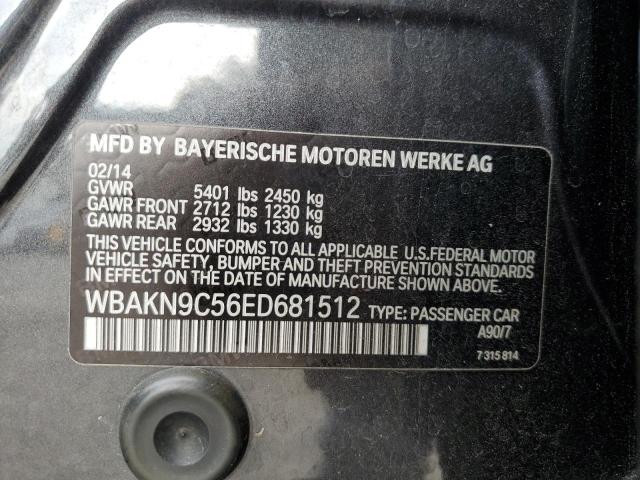 MFD BY BAYERISCHE MOTOREN WERKE AG
02/14
GVWR 5401 lbs 2450 kg
GAWR FRONT 2712 lbs 1230 kg
GAWR REAR 2932 lbs 1330 kg
THIS VEHICLE CONFORMS TO ALL APPLICABLE U.S.FEDERAL MOTOR
VEHICLE SAFETY, BUMPER AND THEFT PREVENTION STANDARDS
IN EFFECT ON THE DATE OF MANUFACTURE SHOWN ABOVE.
WBAKN9C56ED681512 TYPE: PASSENGER CAR
A90/7
7 315 814